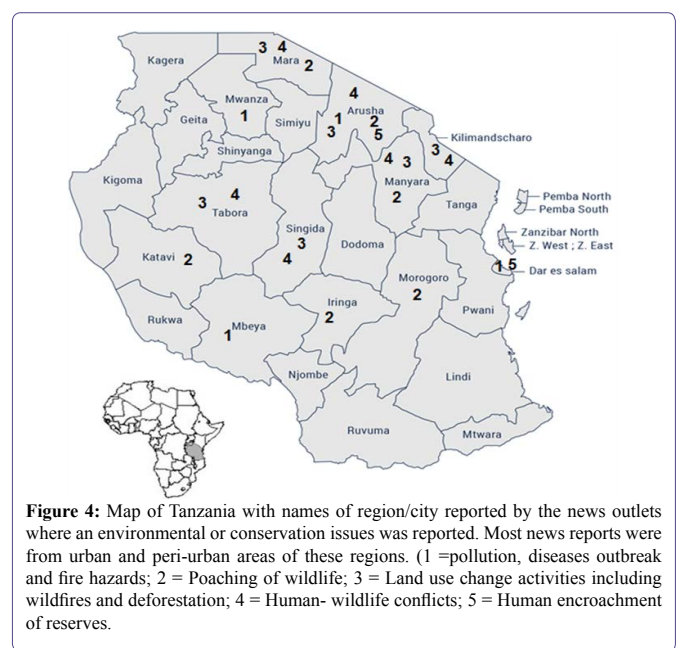 3 4
Kagera
Mara 2
4
Mwanza
1
Arusha
1 2
3 5
Geita
Simiyu
Kilimandscharo
Shinyanga
3
4
4 3
Kigoma
Manyara
2
Pemba North
Pemba South
Tanga
3 4
Tabora
Singida
3
4
Zanzibar North
Z. West ; Z. East
Dodoma
Katavi 2
1 5
Dar es salam
Morogoro
2
Iringa
2
Rukwa
1 Mbeya
Pwani
Njombe
Lindi
Ruvuma
Mtwara
Figure 4: Map of Tanzania with names of region/city reported by the news outlets
where an environmental or conservation issues was reported. Most news reports were
from urban and peri-urban areas of these regions. (1 =pollution, diseases outbreak
and fire hazards; 2 = Poaching of wildlife; 3 = Land use change activities including
wildfires and deforestation; 4 = Human- wildlife conflicts; 5 = Human encroachment
of reserves.